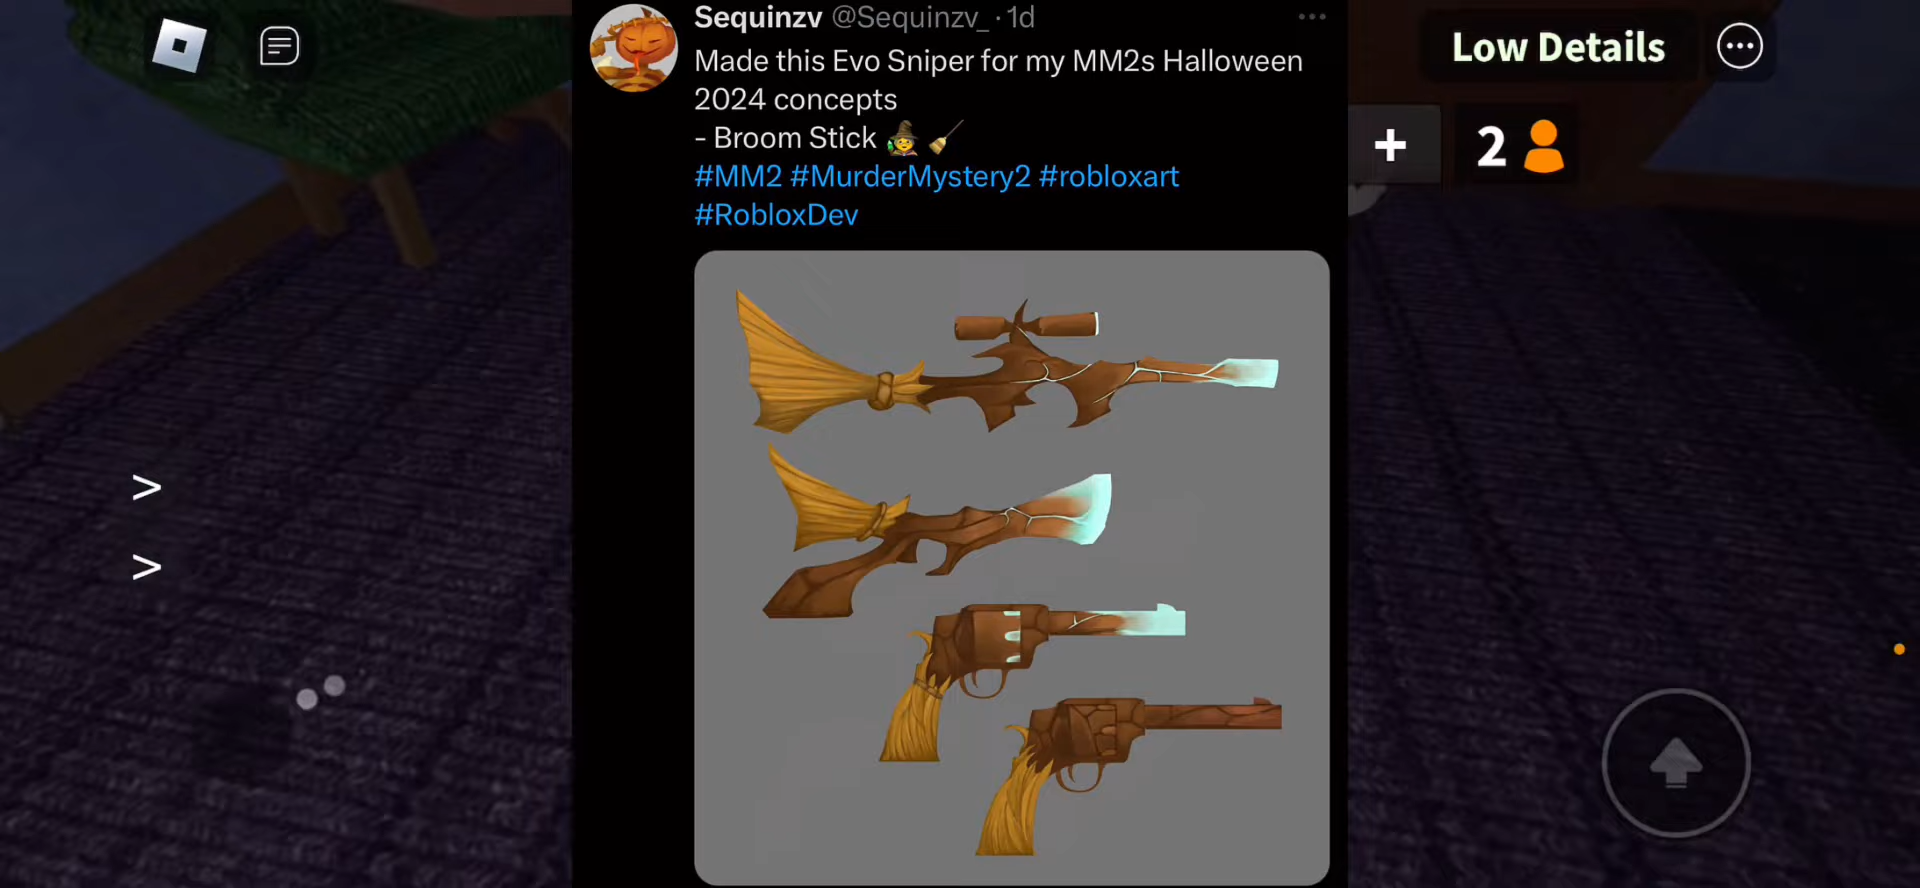 Sequinzv @Sequinzv_ · 1d
Made this Evo Sniper for my MM2s Halloween
2024 concepts
- Broom Stick 🧙🧹
#MM2 #MurderMystery2 #robloxart
#RobloxDev
Low Details
+ 2
>
>